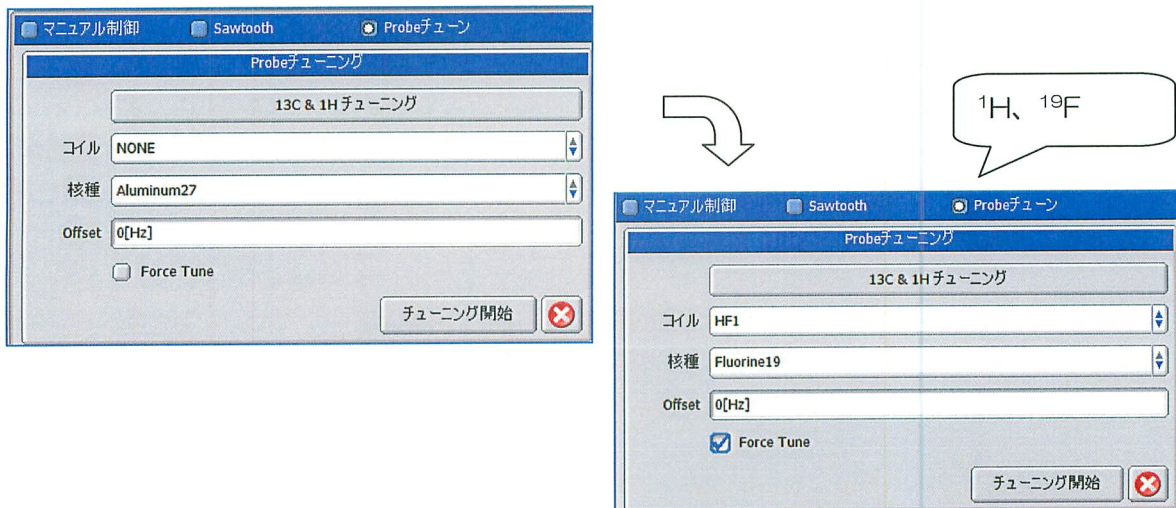 マニュアル制御 Sawtooth Probeチューン
Probeチューニング
13C & 1H チューニング
コイル NONE
核種 Aluminum27
Offset 0[Hz]
Force Tune
チューニング開始
¹H、¹⁹F
マニュアル制御 Sawtooth Probeチューン
Probeチューニング
13C & 1H チューニング
コイル HF1
核種 Fluorine19
Offset 0[Hz]
Force Tune
チューニング開始